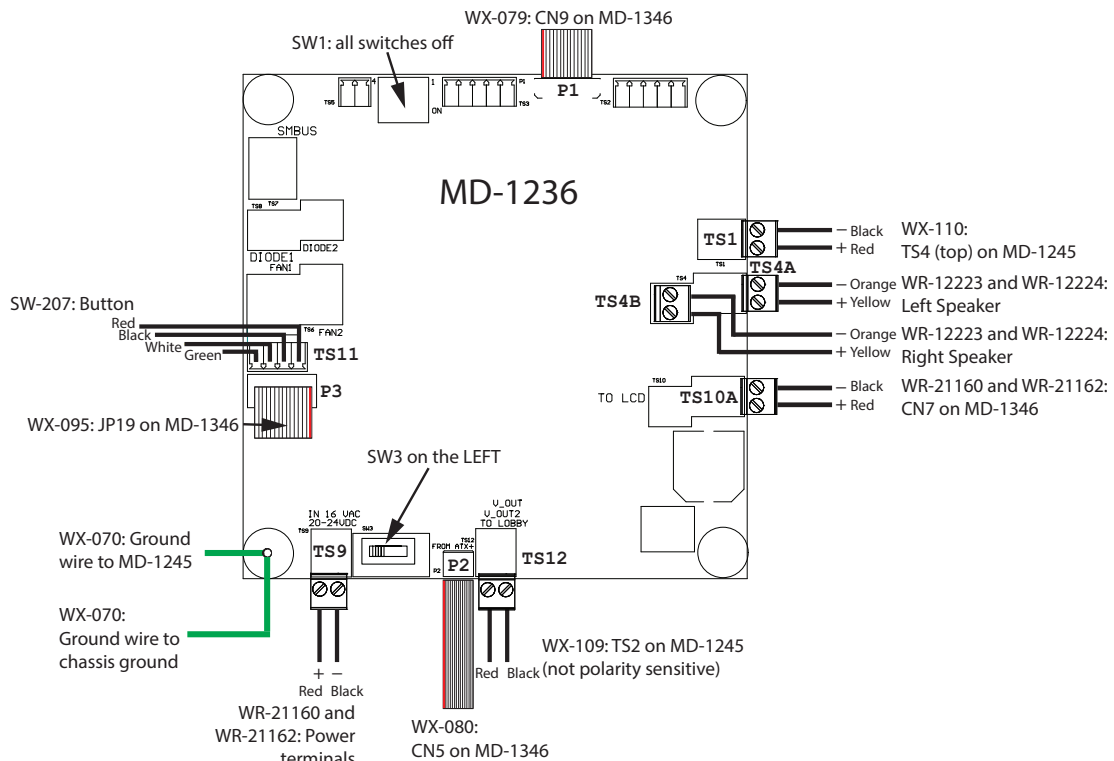 WX-079: CN9 on MD-1346
SW1: all switches off
TS5
4
1
ON
P1
TS3
P1
TS2
SMBUS
MD-1236
TS8
TS7
DIODE2
DIODE1
FAN1
TS1
TS1
− Black
+ Red
WX-110:
TS4 (top) on MD-1245
TS4A
TS4
TS4B
− Orange
+ Yellow
WR-12223 and WR-12224:
Left Speaker
− Orange
+ Yellow
WR-12223 and WR-12224:
Right Speaker
SW-207: Button
Red
Black
White
Green
TS6
FAN2
TS11
P3
WX-095: JP19 on MD-1346
TS10
TO LCD
TS10A
− Black
+ Red
WR-21160 and WR-21162:
CN7 on MD-1346
SW3 on the LEFT
IN 16 VAC
20-24VDC
TS9
TS9
SW3
V_OUT
V_OUT2
TO LOBBY
TS12
FROM ATX+
P2
P2
TS12
WX-070: Ground
wire to MD-1245
WX-070:
Ground wire to
chassis ground
+ −
Red Black
WR-21160 and
WR-21162: Power
terminals
WX-080:
CN5 on MD-1346
Red Black
WX-109: TS2 on MD-1245
(not polarity sensitive)